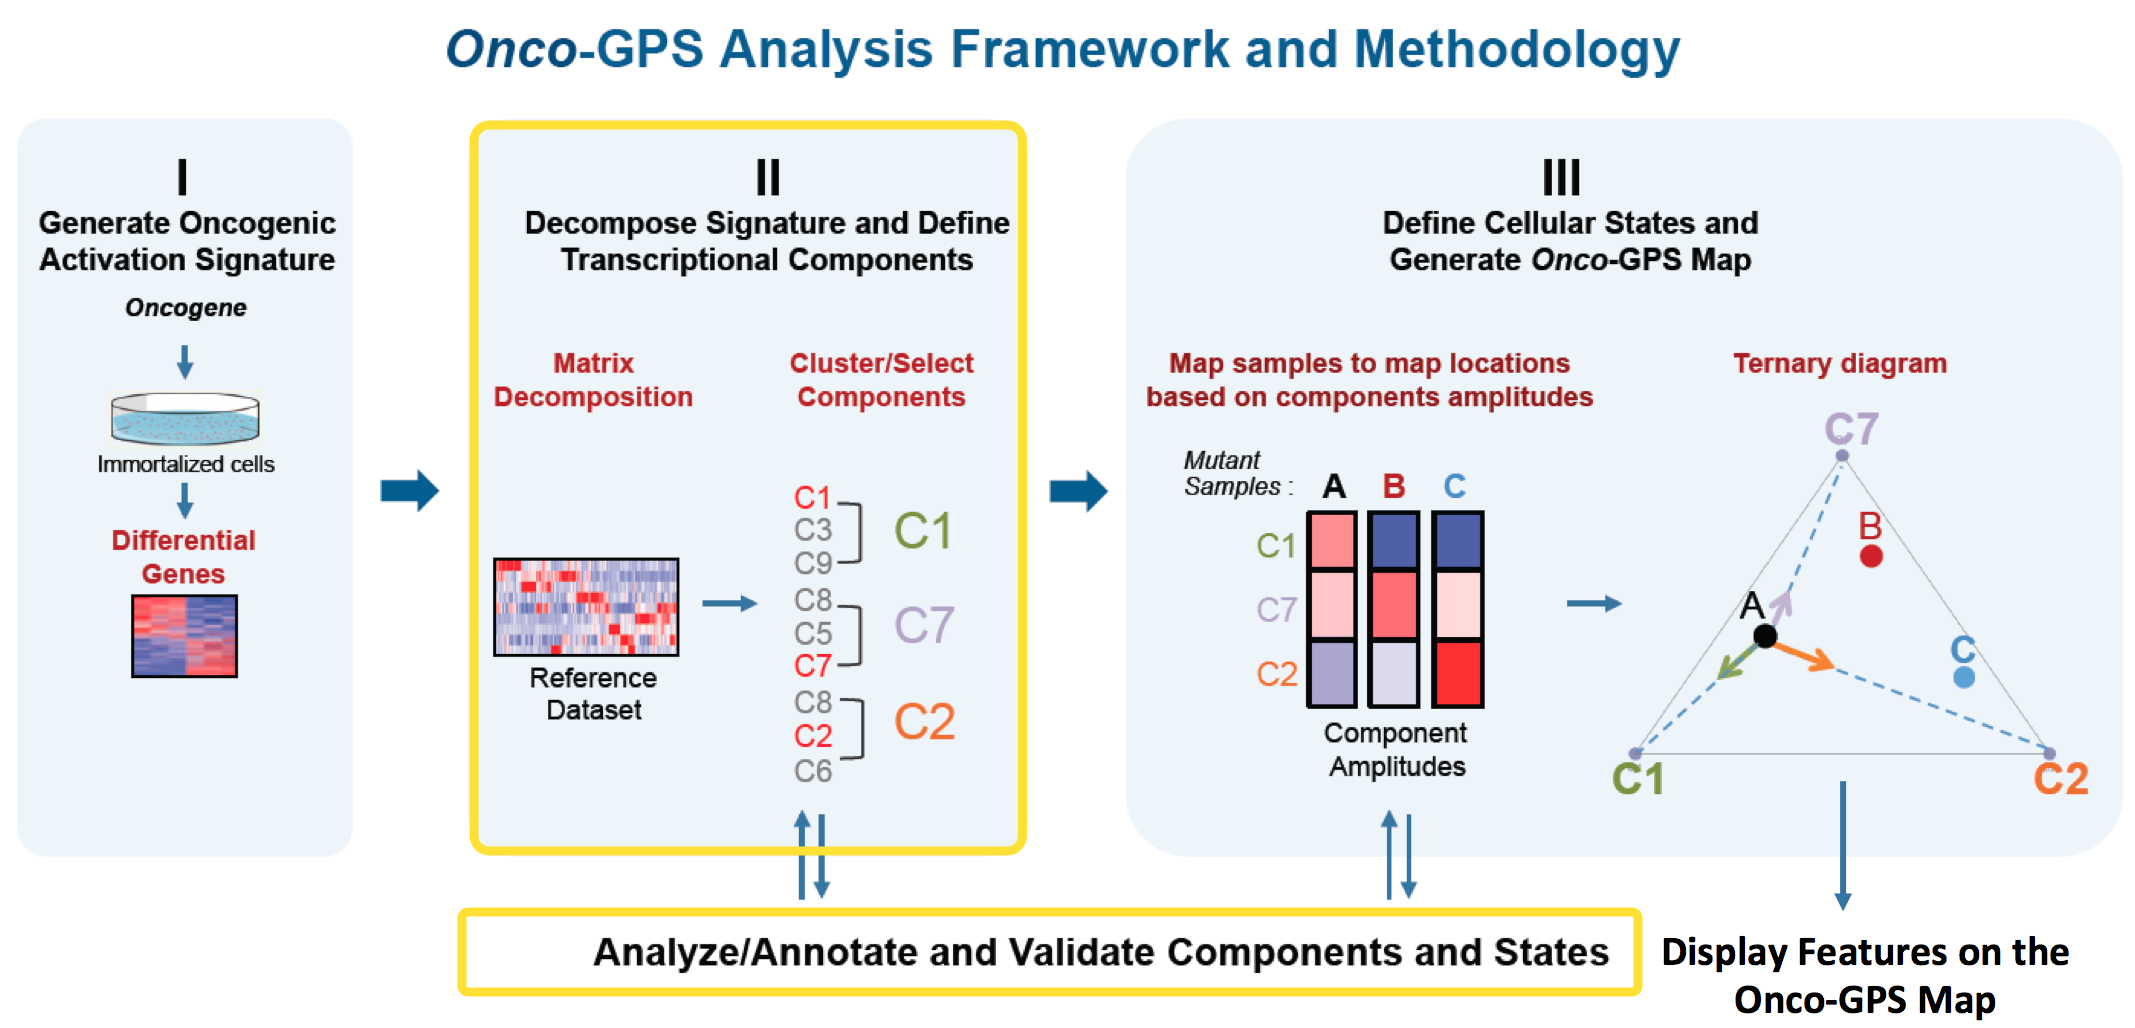 Onco-GPS Analysis Framework and Methodology
I
Generate Oncogenic
Activation Signature
Oncogene
Immortalized cells
Differential
Genes
II
Decompose Signature and Define
Transcriptional Components
Matrix
Decomposition
Reference
Dataset
Cluster/Select
Components
C1
C3
C9
C1
C8
C5
C7
C7
C8
C2
C6
C2
III
Define Cellular States and
Generate Onco-GPS Map
Map samples to map locations
based on components amplitudes
Mutant
Samples : A B C
C1
C7
C2
Component
Amplitudes
Ternary diagram
C7
B
A
C
C1
C2
Analyze/Annotate and Validate Components and States
Display Features on the
Onco-GPS Map